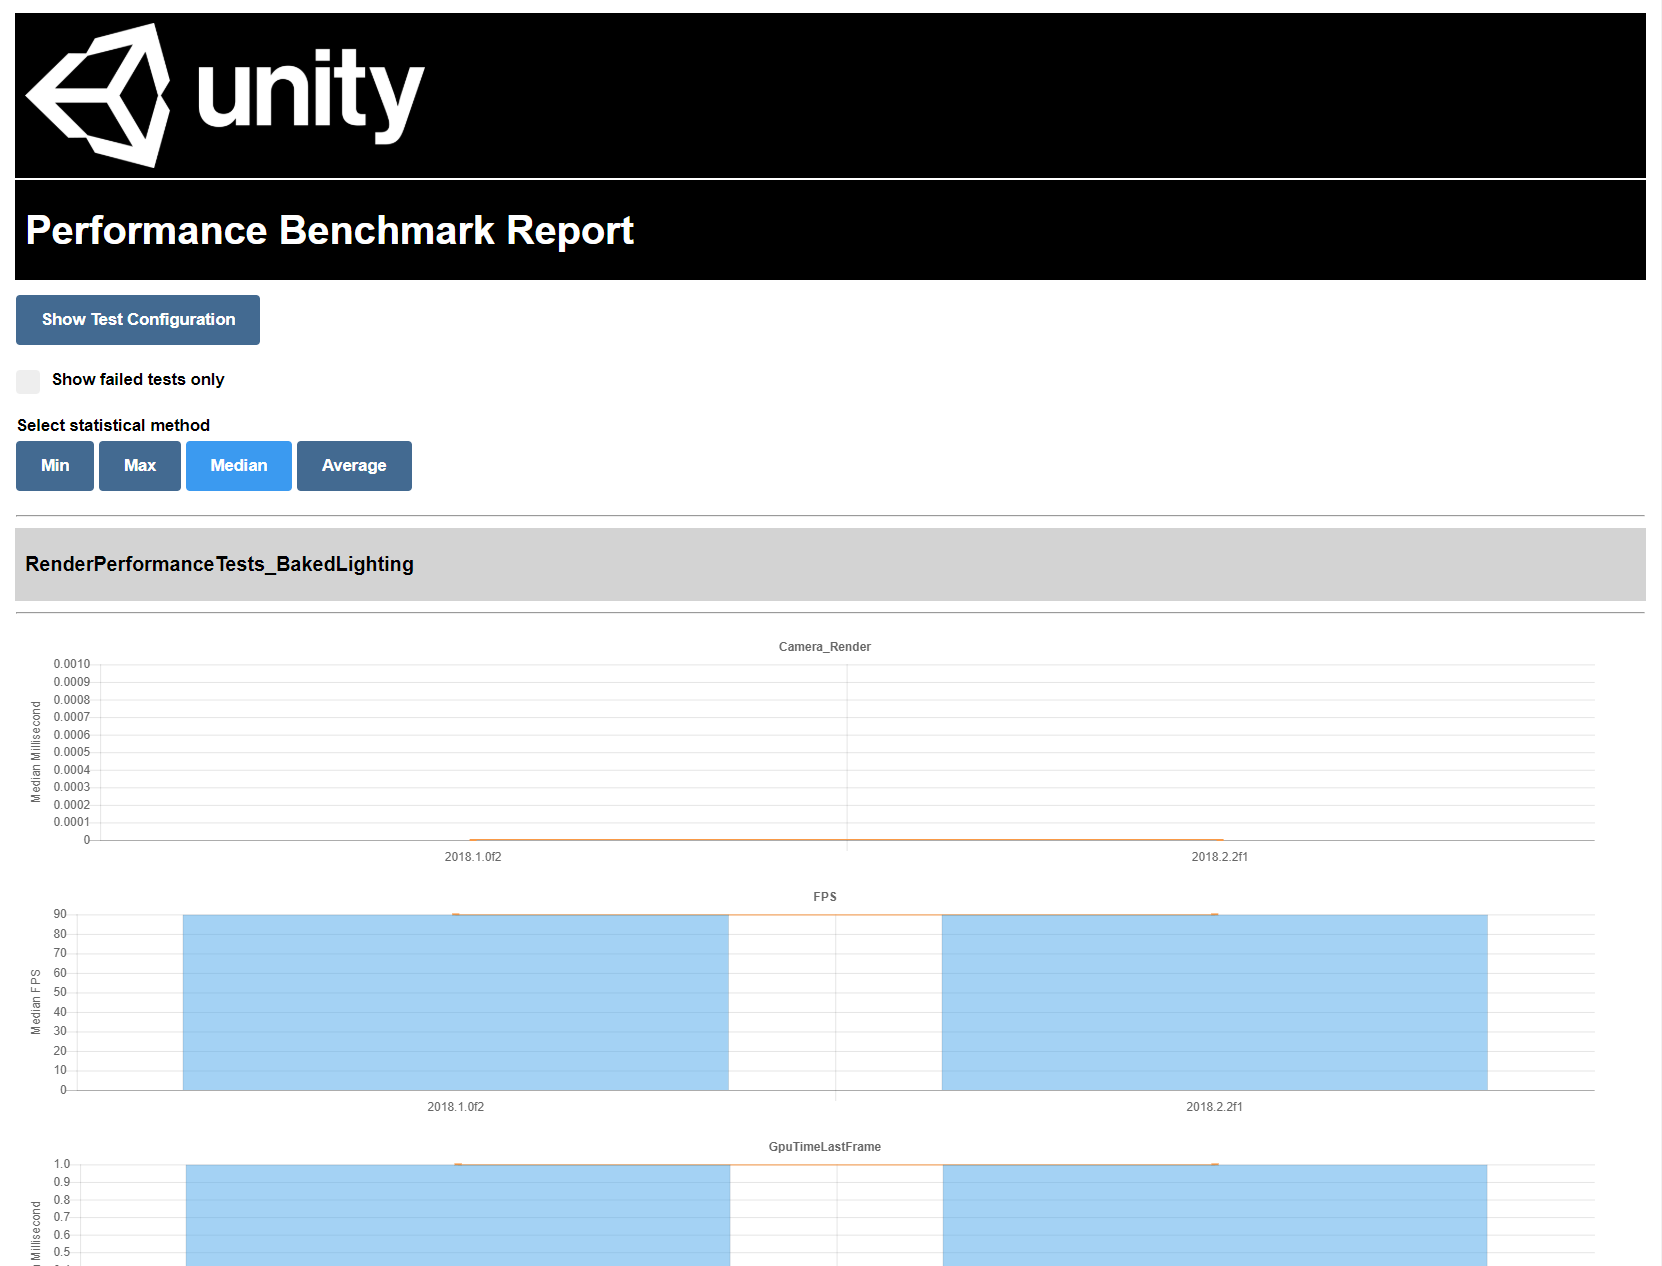 unity
Performance Benchmark Report
Show Test Configuration
Show failed tests only
Select statistical method
Min Max Median Average
RenderPerformanceTests_BakedLighting
Camera_Render
Median Millisecond
0.0010
0.0009
0.0008
0.0007
0.0006
0.0005
0.0004
0.0003
0.0002
0.0001
0
2018.1.0f2 2018.2.2f1
FPS
Median FPS
90
80
70
60
50
40
30
20
10
0
2018.1.0f2 2018.2.2f1
GpuTimeLastFrame
Millisecond
1.0
0.9
0.8
0.7
0.6
0.5